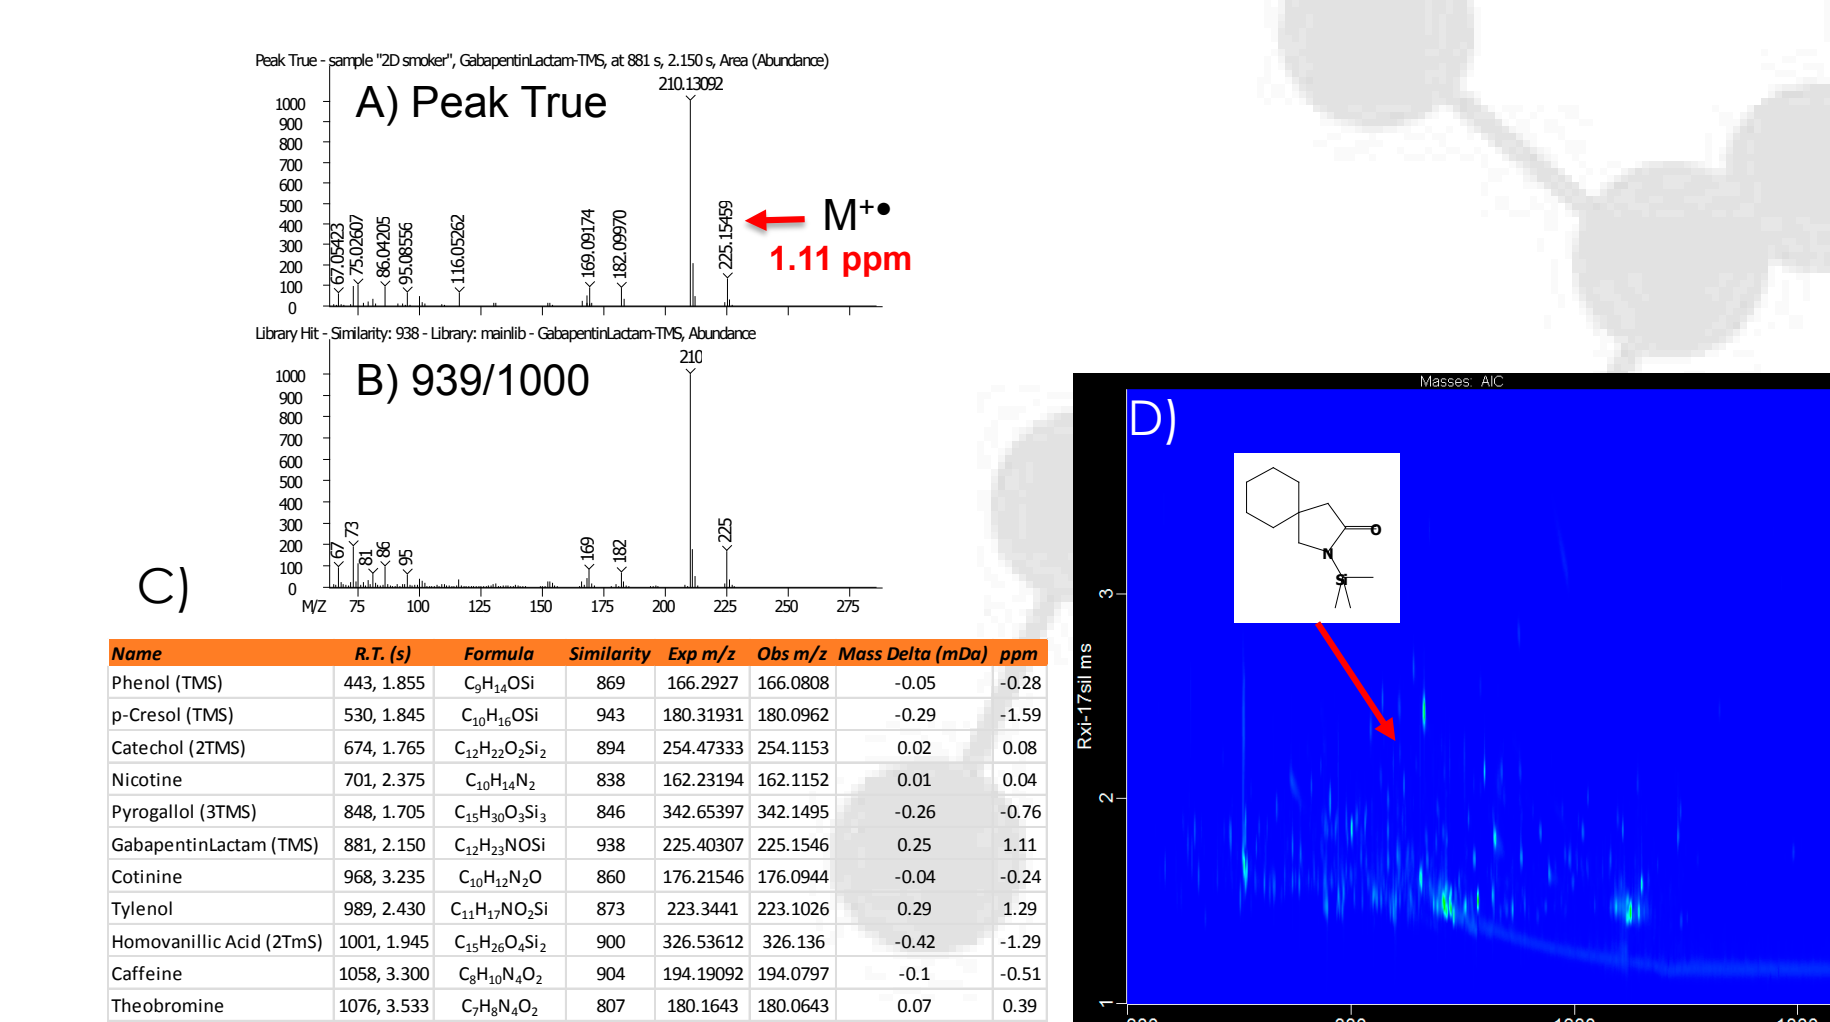 Peak True - sample "2D smoker", GabapentinLactam-TMS, at 881 s, 2.150 s, Area (Abundance)
A) Peak True
210.13092
1000
900
800
700
600
500
400
300
200
100
0
67.05423
75.02607
86.04205
95.08556
116.05262
169.09174
182.09970
225.15459
M+•
1.11 ppm
Library Hit - Similarity: 938 - Library: mainlib - GabapentinLactam-TMS, Abundance
B) 939/1000
210
1000
900
800
700
600
500
400
300
200
100
0
67
73
81
86
95
169
182
225
M/Z 75 100 125 150 175 200 225 250 275
C)
Name R.T. (s) Formula Similarity Exp m/z Obs m/z Mass Delta (mDa) ppm
Phenol (TMS) 443, 1.855 C₉H₁₄OSi 869 166.2927 166.0808 -0.05 -0.28
p-Cresol (TMS) 530, 1.845 C₁₀H₁₆OSi 943 180.31931 180.0962 -0.29 -1.59
Catechol (2TMS) 674, 1.765 C₁₂H₂₂O₂Si₂ 894 254.47333 254.1153 0.02 0.08
Nicotine 701, 2.375 C₁₀H₁₄N₂ 838 162.23194 162.1152 0.01 0.04
Pyrogallol (3TMS) 848, 1.705 C₁₅H₃₀O₃Si₃ 846 342.65397 342.1495 -0.26 -0.76
GabapentinLactam (TMS) 881, 2.150 C₁₂H₂₃NOSi 938 225.40307 225.1546 0.25 1.11
Cotinine 968, 3.235 C₁₀H₁₂N₂O 860 176.21546 176.0944 -0.04 -0.24
Tylenol 989, 2.430 C₁₁H₁₇NO₂Si 873 223.3441 223.1026 0.29 1.29
Homovanillic Acid (2TmS) 1001, 1.945 C₁₅H₂₆O₄Si₂ 900 326.53612 326.136 -0.42 -1.29
Caffeine 1058, 3.300 C₈H₁₀N₄O₂ 904 194.19092 194.0797 -0.1 -0.51
Theobromine 1076, 3.533 C₇H₈N₄O₂ 807 180.1643 180.0643 0.07 0.39
Masses: AIC
D)
O
N
Si
Rxi-17sil ms
3
2
1